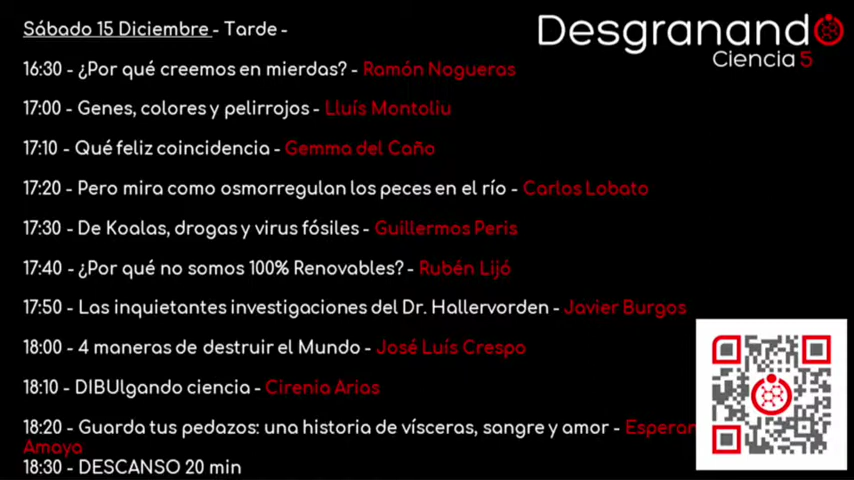 Sábado 15 Diciembre - Tarde -
Desgranando
Ciencia 5
16:30 - ¿Por qué creemos en mierdas? - Ramón Nogueras
17:00 - Genes, colores y pelirrojos - Lluís Montoliu
17:10 - Qué feliz coincidencia - Gemma del Caño
17:20 - Pero mira como osmorregulan los peces en el río - Carlos Lobato
17:30 - De Koalas, drogas y virus fósiles - Guillermos Peris
17:40 - ¿Por qué no somos 100% Renovables? - Rubén Lijó
17:50 - Las inquietantes investigaciones del Dr. Hallervorden - Javier Burgos
18:00 - 4 maneras de destruir el Mundo - José Luís Crespo
18:10 - DIBUlgando ciencia - Cirenia Arias
18:20 - Guarda tus pedazos: una historia de vísceras, sangre y amor -
Amaya
18:30 - DESCANSO 20 min